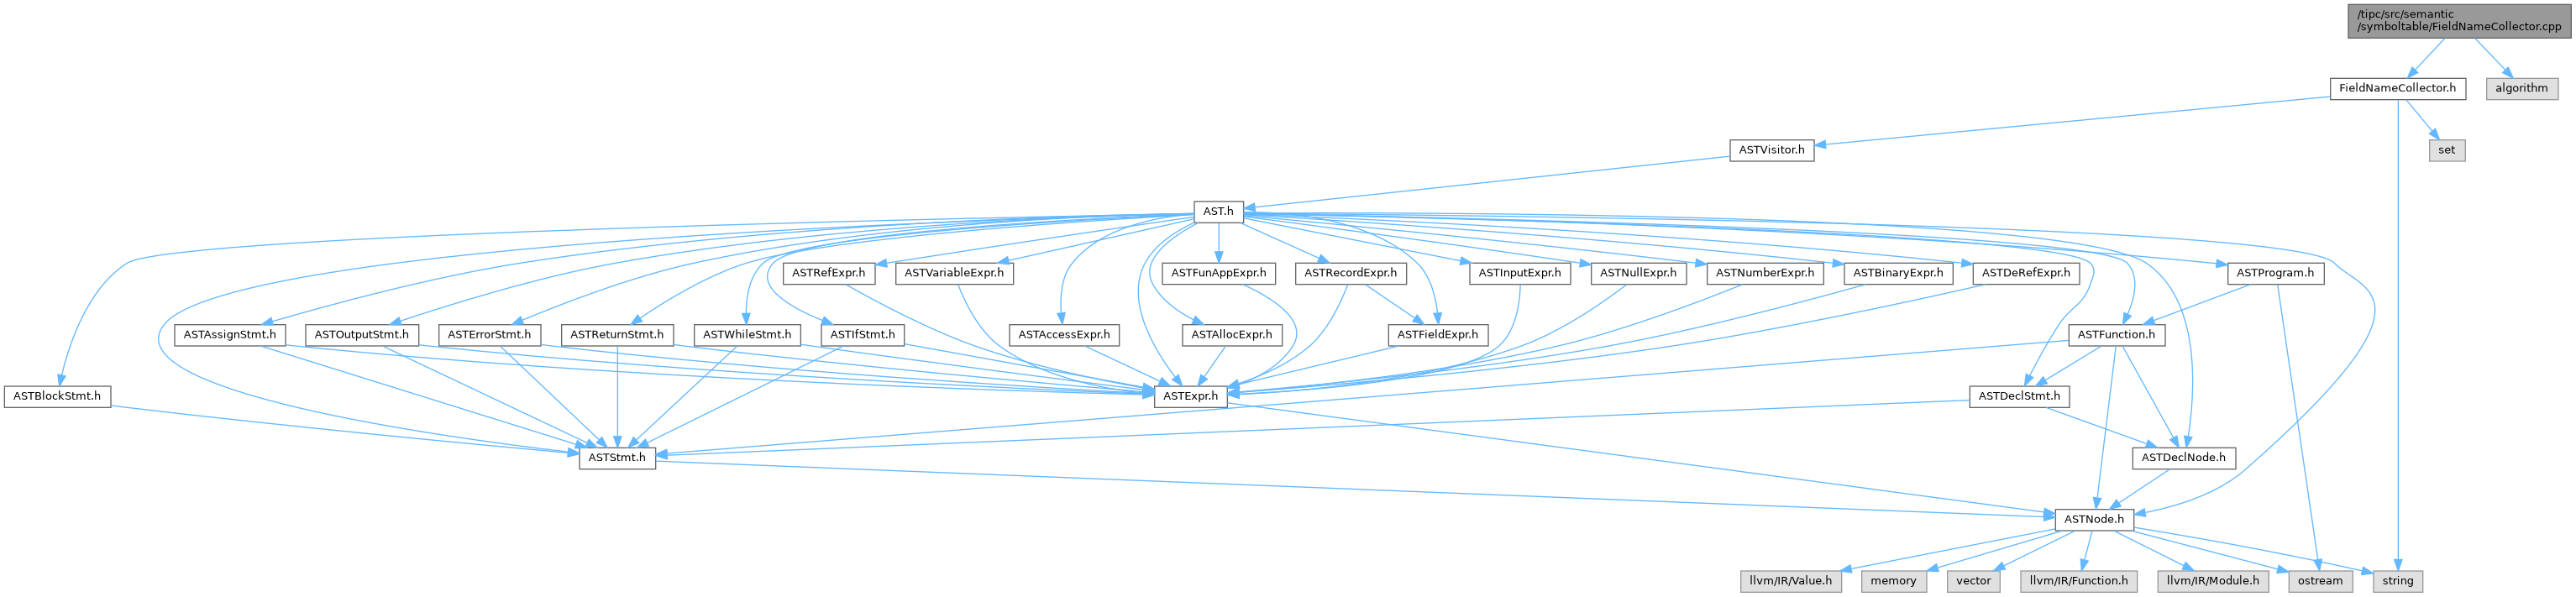 /tipc/src/semantic
/symboltable/FieldNameCollector.cpp
FieldNameCollector.h
algorithm
ASTVisitor.h
set
AST.h
ASTRefExpr.h
ASTVariableExpr.h
ASTFunAppExpr.h
ASTRecordExpr.h
ASTInputExpr.h
ASTNullExpr.h
ASTNumberExpr.h
ASTBinaryExpr.h
ASTDeRefExpr.h
ASTProgram.h
ASTAssignStmt.h
ASTOutputStmt.h
ASTErrorStmt.h
ASTReturnStmt.h
ASTWhileStmt.h
ASTIfStmt.h
ASTAccessExpr.h
ASTAllocExpr.h
ASTFieldExpr.h
ASTFunction.h
ASTBlockStmt.h
ASTExpr.h
ASTDeclStmt.h
ASTStmt.h
ASTDeclNode.h
ASTNode.h
llvm/IR/Value.h
memory
vector
llvm/IR/Function.h
llvm/IR/Module.h
ostream
string